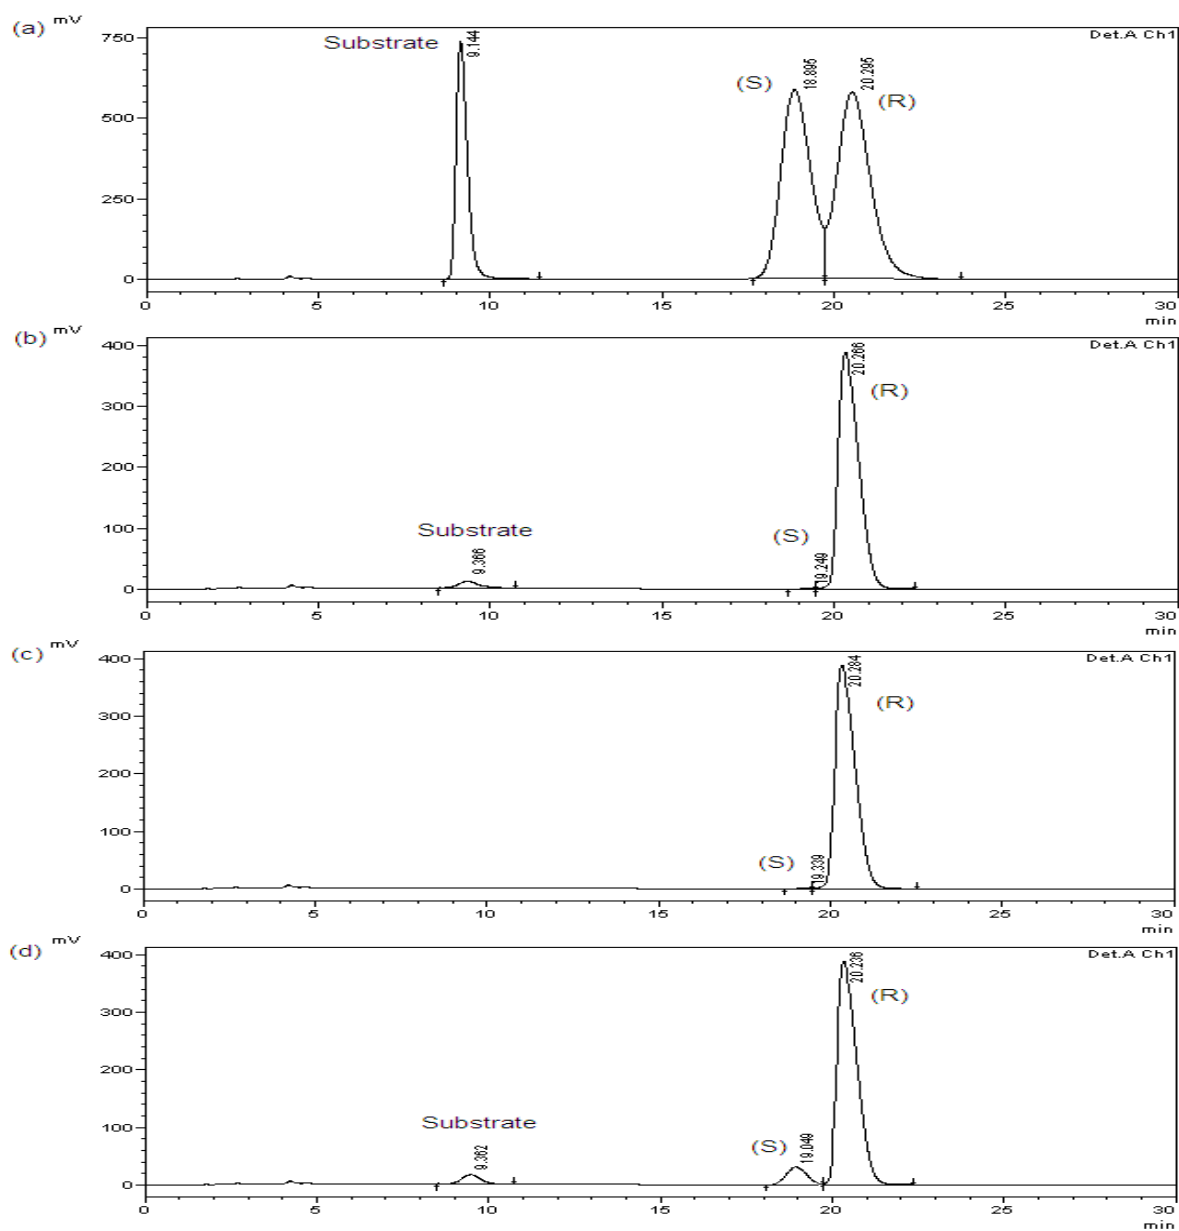 (a) mV
Det.A Ch1
750
500
250
0
Substrate
9.144
(S)
18.895
20.295
(R)
0 5 10 15 20 25 30
min
(b) mV
Det.A Ch1
400
300
200
100
0
Substrate
9.366
(S)
19.249
20.266
(R)
0 5 10 15 20 25 30
min
(c) mV
Det.A Ch1
400
300
200
100
0
(S)
19.339
20.284
(R)
0 5 10 15 20 25 30
min
(d) mV
Det.A Ch1
400
300
200
100
0
Substrate
9.362
(S)
19.049
20.236
(R)
0 5 10 15 20 25 30
min